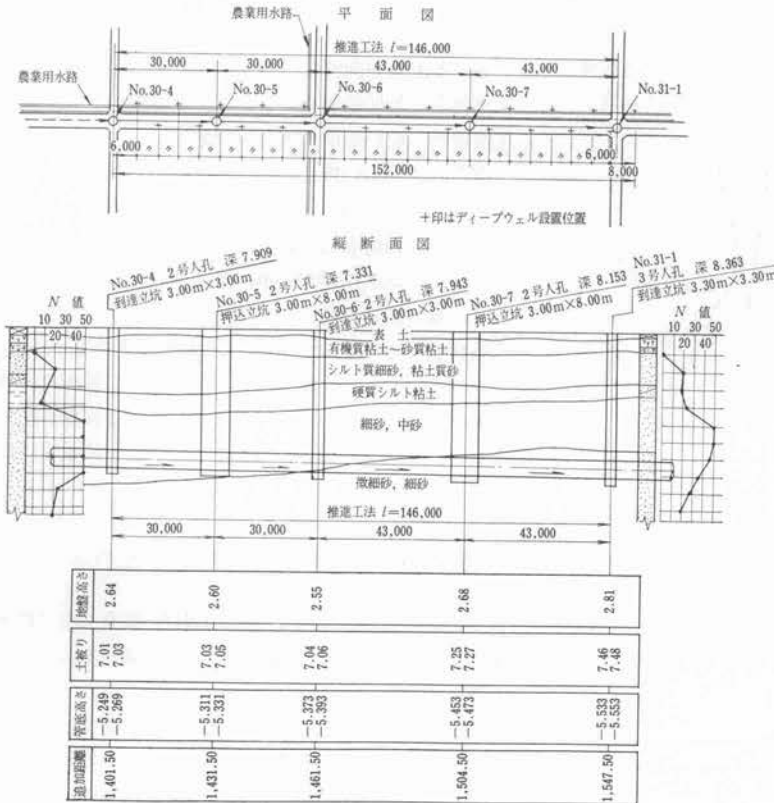 平面図
農業用水路
推進工法 l=146,000
30,000 30,000 43,000 43,000
農業用水路
No.30-4 No.30-5 No.30-6 No.30-7 No.31-1
6,000 6,000
152,000 8,000
+印はディープウェル設置位置
縦断面図
No.30-4 2号人孔 深 7.909
到達立坑 3.00m×3.00m
No.30-5 2号人孔 深 7.331
押込立坑 3.00m×8.00m
No.30-6 2号人孔 深 7.943
到達立坑 3.00m×3.00m
No.30-7 2号人孔 深 8.153
押込立坑 3.00m×8.00m
No.31-1
3号人孔 深 8.363
到達立坑 3.30m×3.30m
N 値
10 30 50
20 40
N 値
10 30 50
20 40
表土
有機質粘土~砂質粘土
シルト質細砂,粘土質砂
硬質シルト粘土
細砂,中砂
微細砂,細砂
推進工法 l=146,000
30,000 30,000 43,000 43,000
地盤高さ 2.64 2.60 2.55 2.68 2.81
土被り 7.01 7.03 7.03 7.05 7.04 7.06 7.25 7.27 7.46 7.48
管底高さ -5.249 -5.269 -5.311 -5.331 -5.373 -5.393 -5.453 -5.473 -5.533 -5.553
追加距離 1,401.50 1,431.50 1,461.50 1,504.50 1,547.50